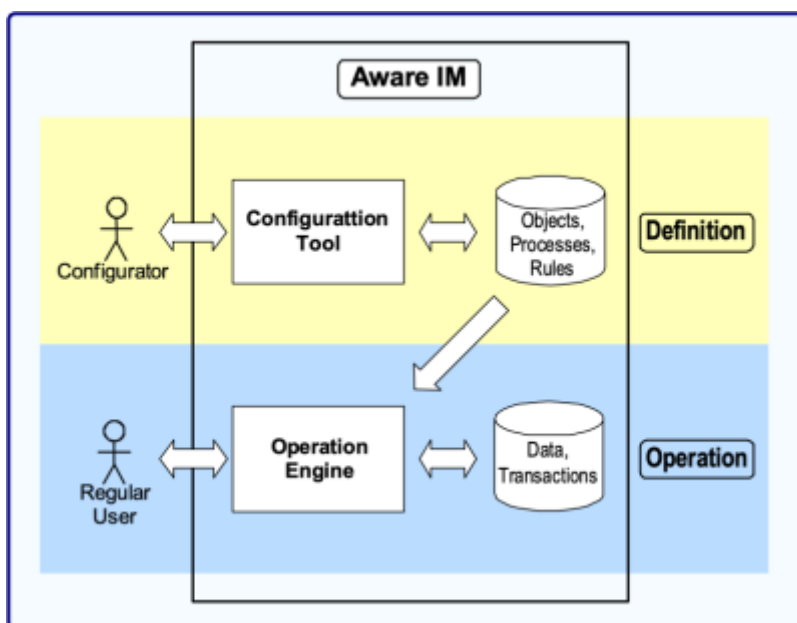 Aware IM
Configurattion
Tool
Objects,
Processes,
Rules
Definition
Configurator
Operation
Engine
Data,
Transactions
Operation
Regular
User